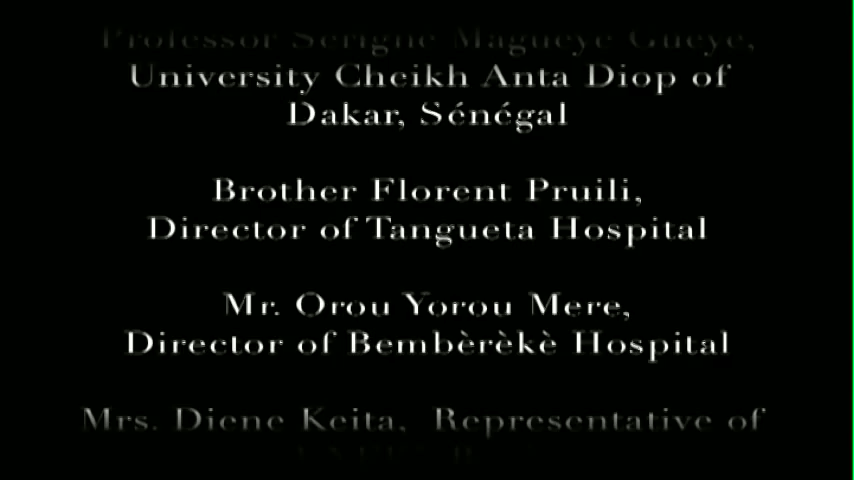 Professor Serigne Magueye Gueye,
University Cheikh Anta Diop of
Dakar, Sénégal
Brother Florent Pruili,
Director of Tangueta Hospital
Mr. Orou Yorou Mere,
Director of Bembèrèkè Hospital
Mrs. Diene Keita, Representative of